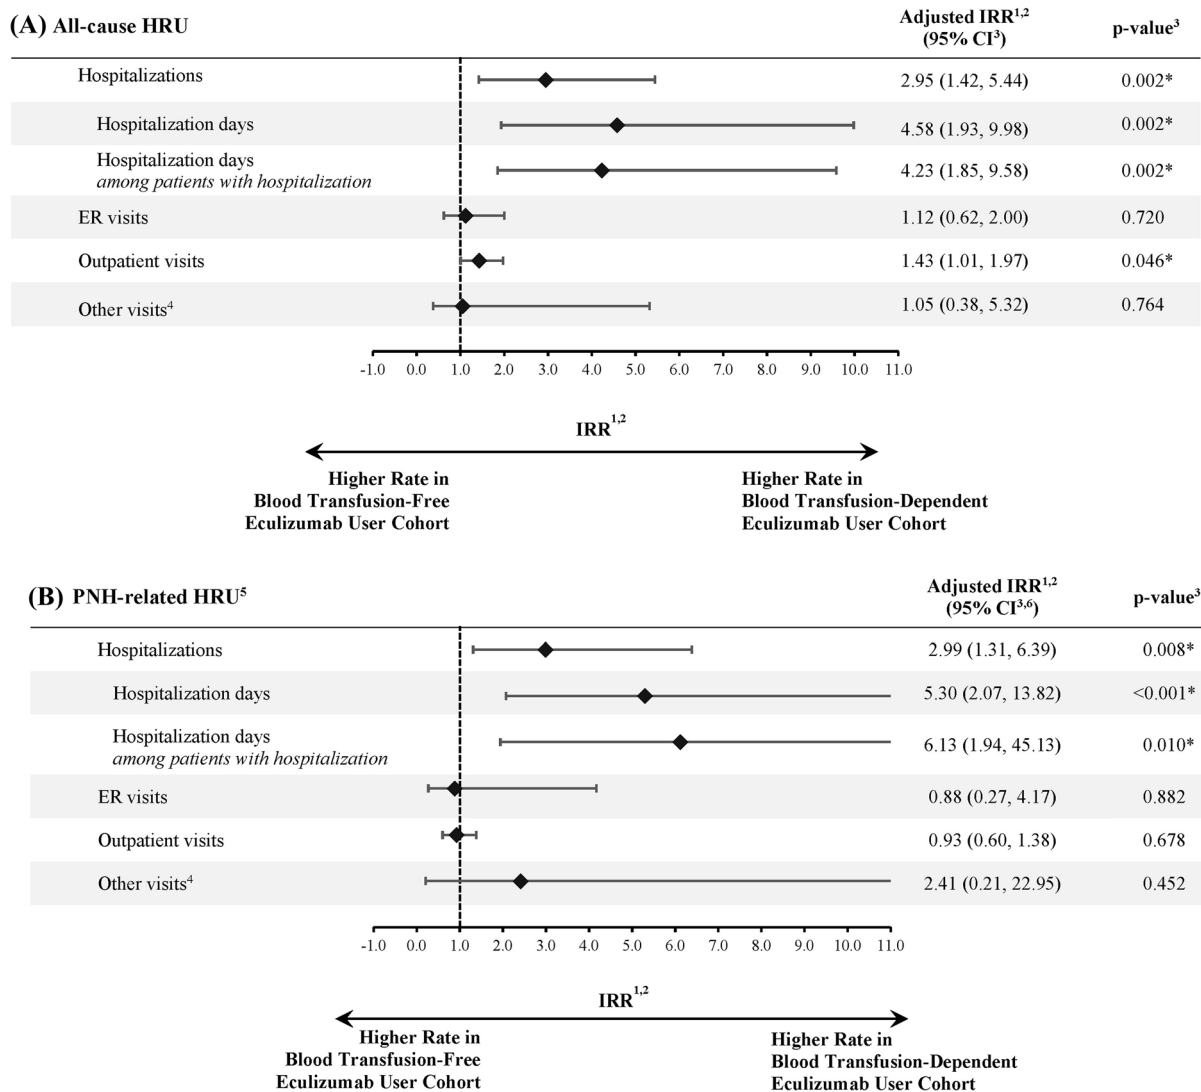 (A) All-cause HRU
Adjusted IRR1,2
(95% CI3)
p-value3
Hospitalizations
2.95 (1.42, 5.44)
0.002*
Hospitalization days
4.58 (1.93, 9.98)
0.002*
Hospitalization days
among patients with hospitalization
4.23 (1.85, 9.58)
0.002*
ER visits
1.12 (0.62, 2.00)
0.720
Outpatient visits
1.43 (1.01, 1.97)
0.046*
Other visits4
1.05 (0.38, 5.32)
0.764
-1.0 0.0 1.0 2.0 3.0 4.0 5.0 6.0 7.0 8.0 9.0 10.0 11.0
IRR1,2
Higher Rate in
Blood Transfusion-Free
Eculizumab User Cohort
Higher Rate in
Blood Transfusion-Dependent
Eculizumab User Cohort
(B) PNH-related HRU5
Adjusted IRR1,2
(95% CI3,6)
p-value3
Hospitalizations
2.99 (1.31, 6.39)
0.008*
Hospitalization days
5.30 (2.07, 13.82)
<0.001*
Hospitalization days
among patients with hospitalization
6.13 (1.94, 45.13)
0.010*
ER visits
0.88 (0.27, 4.17)
0.882
Outpatient visits
0.93 (0.60, 1.38)
0.678
Other visits4
2.41 (0.21, 22.95)
0.452
-1.0 0.0 1.0 2.0 3.0 4.0 5.0 6.0 7.0 8.0 9.0 10.0 11.0
IRR1,2
Higher Rate in
Blood Transfusion-Free
Eculizumab User Cohort
Higher Rate in
Blood Transfusion-Dependent
Eculizumab User Cohort